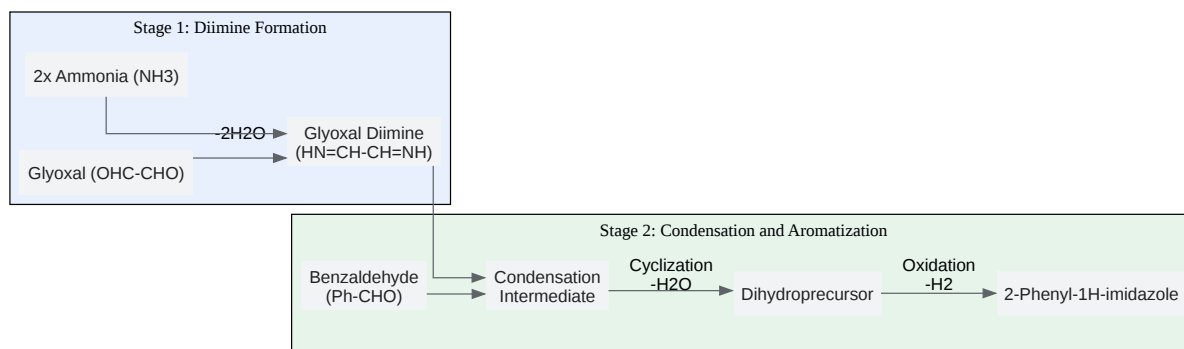 Stage 1: Diimine Formation
2x Ammonia (NH3)
-2H2O
Glyoxal Diimine
(HN=CH-CH=NH)
Glyoxal (OHC-CHO)
Stage 2: Condensation and Aromatization
Benzaldehyde
(Ph-CHO)
Condensation
Intermediate
Cyclization
-H2O
Dihydroprecursor
Oxidation
-H2
2-Phenyl-1H-imidazole